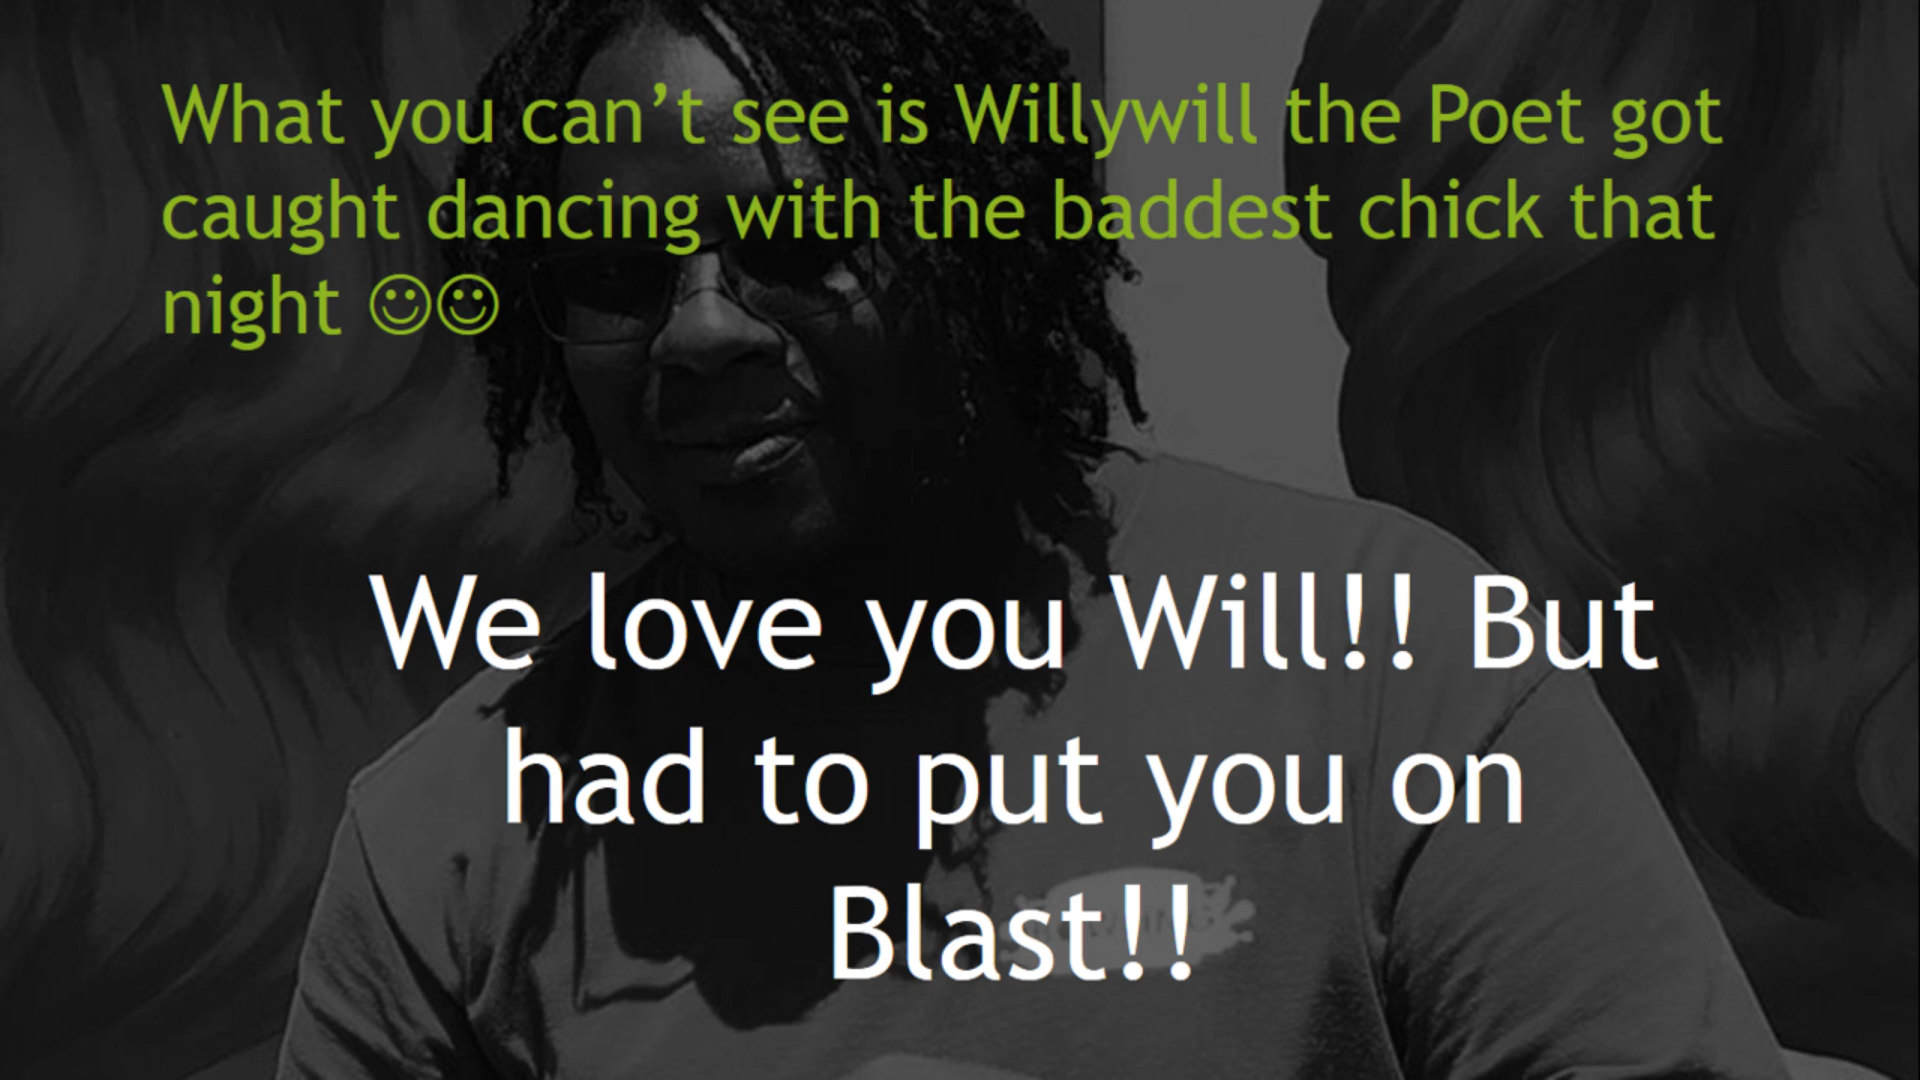 What you can’t see is Willywill the Poet got
caught dancing with the baddest chick that
night ☺☺
We love you Will!! But
had to put you on
Blast!!